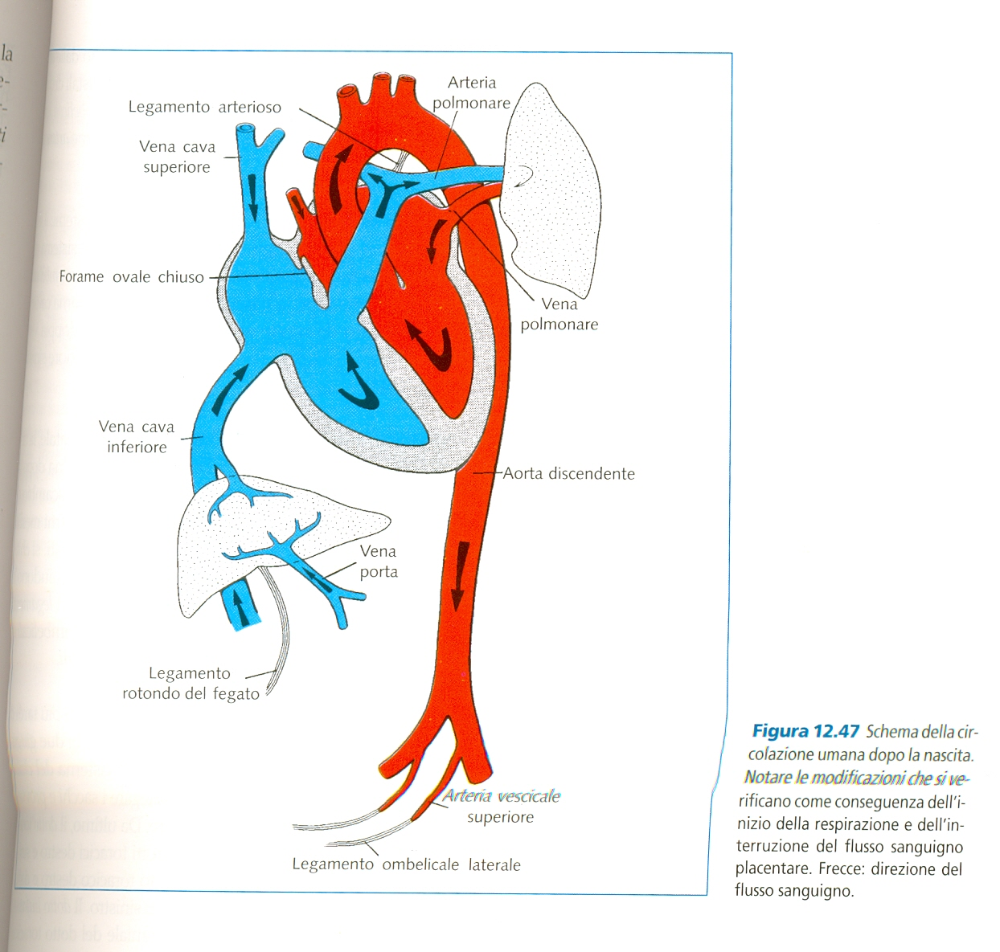 la
Legamento arterioso
Arteria
polmonare
Vena cava
superiore
Forame ovale chiuso
Vena
polmonare
Vena cava
inferiore
Aorta discendente
Vena
porta
Legamento
rotondo del fegato
Arteria vescicale
superiore
Legamento ombelicale laterale
Figura 12.47 Schema della cir-
colazione umana dopo la nascita.
Notare le modificazioni che si ve-
rificano come conseguenza dell'i-
nizio della respirazione e dell'in-
terruzione del flusso sanguigno
placentare. Frecce: direzione del
flusso sanguigno.